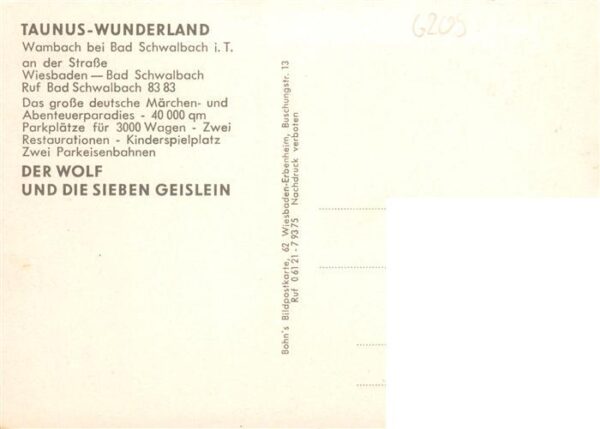 TAUNUS-WUNDERLAND
Wambach bei Bad Schwalbach i. T.
an der Straße
Wiesbaden — Bad Schwalbach
Ruf Bad Schwalbach 83 83
Das große deutsche Märchen- und
Abenteuerparadies - 40 000 qm
Parkplätze für 3000 Wagen - Zwei
Restaurationen - Kinderspielplatz
Zwei Parkeisenbahnen
DER WOLF
UND DIE SIEBEN GEISLEIN
Bohn's Bildpostkarte, 62 Wiesbaden-Erbenheim, Buschungstr. 13
Ruf 0 61 21 - 7 93 75 Nachdruck verboten
6209